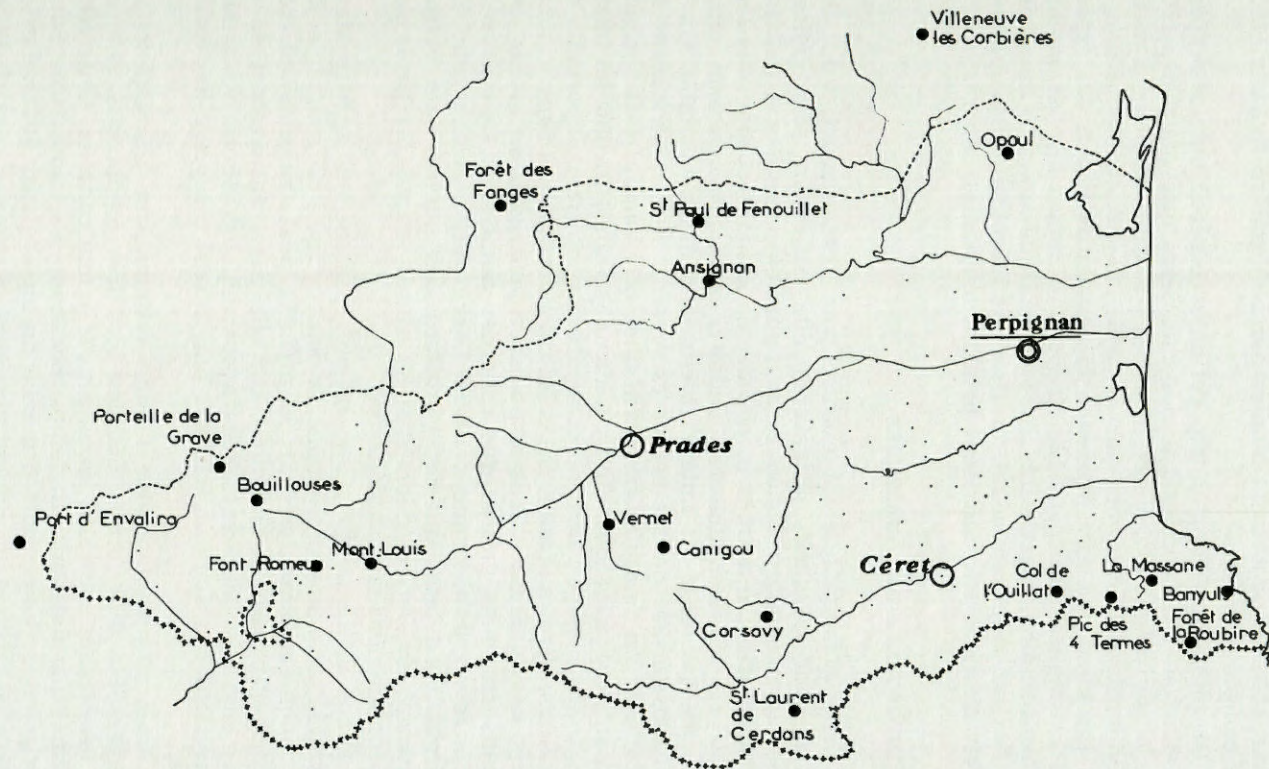 Villeneuve
les Corbières
Opoul
Forêt des
Fanges
St Paul de Fenouillet
Ansignan
Perpignan
Porteille de la
Grave
Prades
Bouillouses
Port d'Envalira
Vernet
Font-Romeu
Mont Louis
Canigou
Céret
Col de
l'Ouillat
La Massane
Banyuls
Corsavy
Pic des
4 Termes
Forêt de
la Roubire
St. Laurent
de
Cerdans